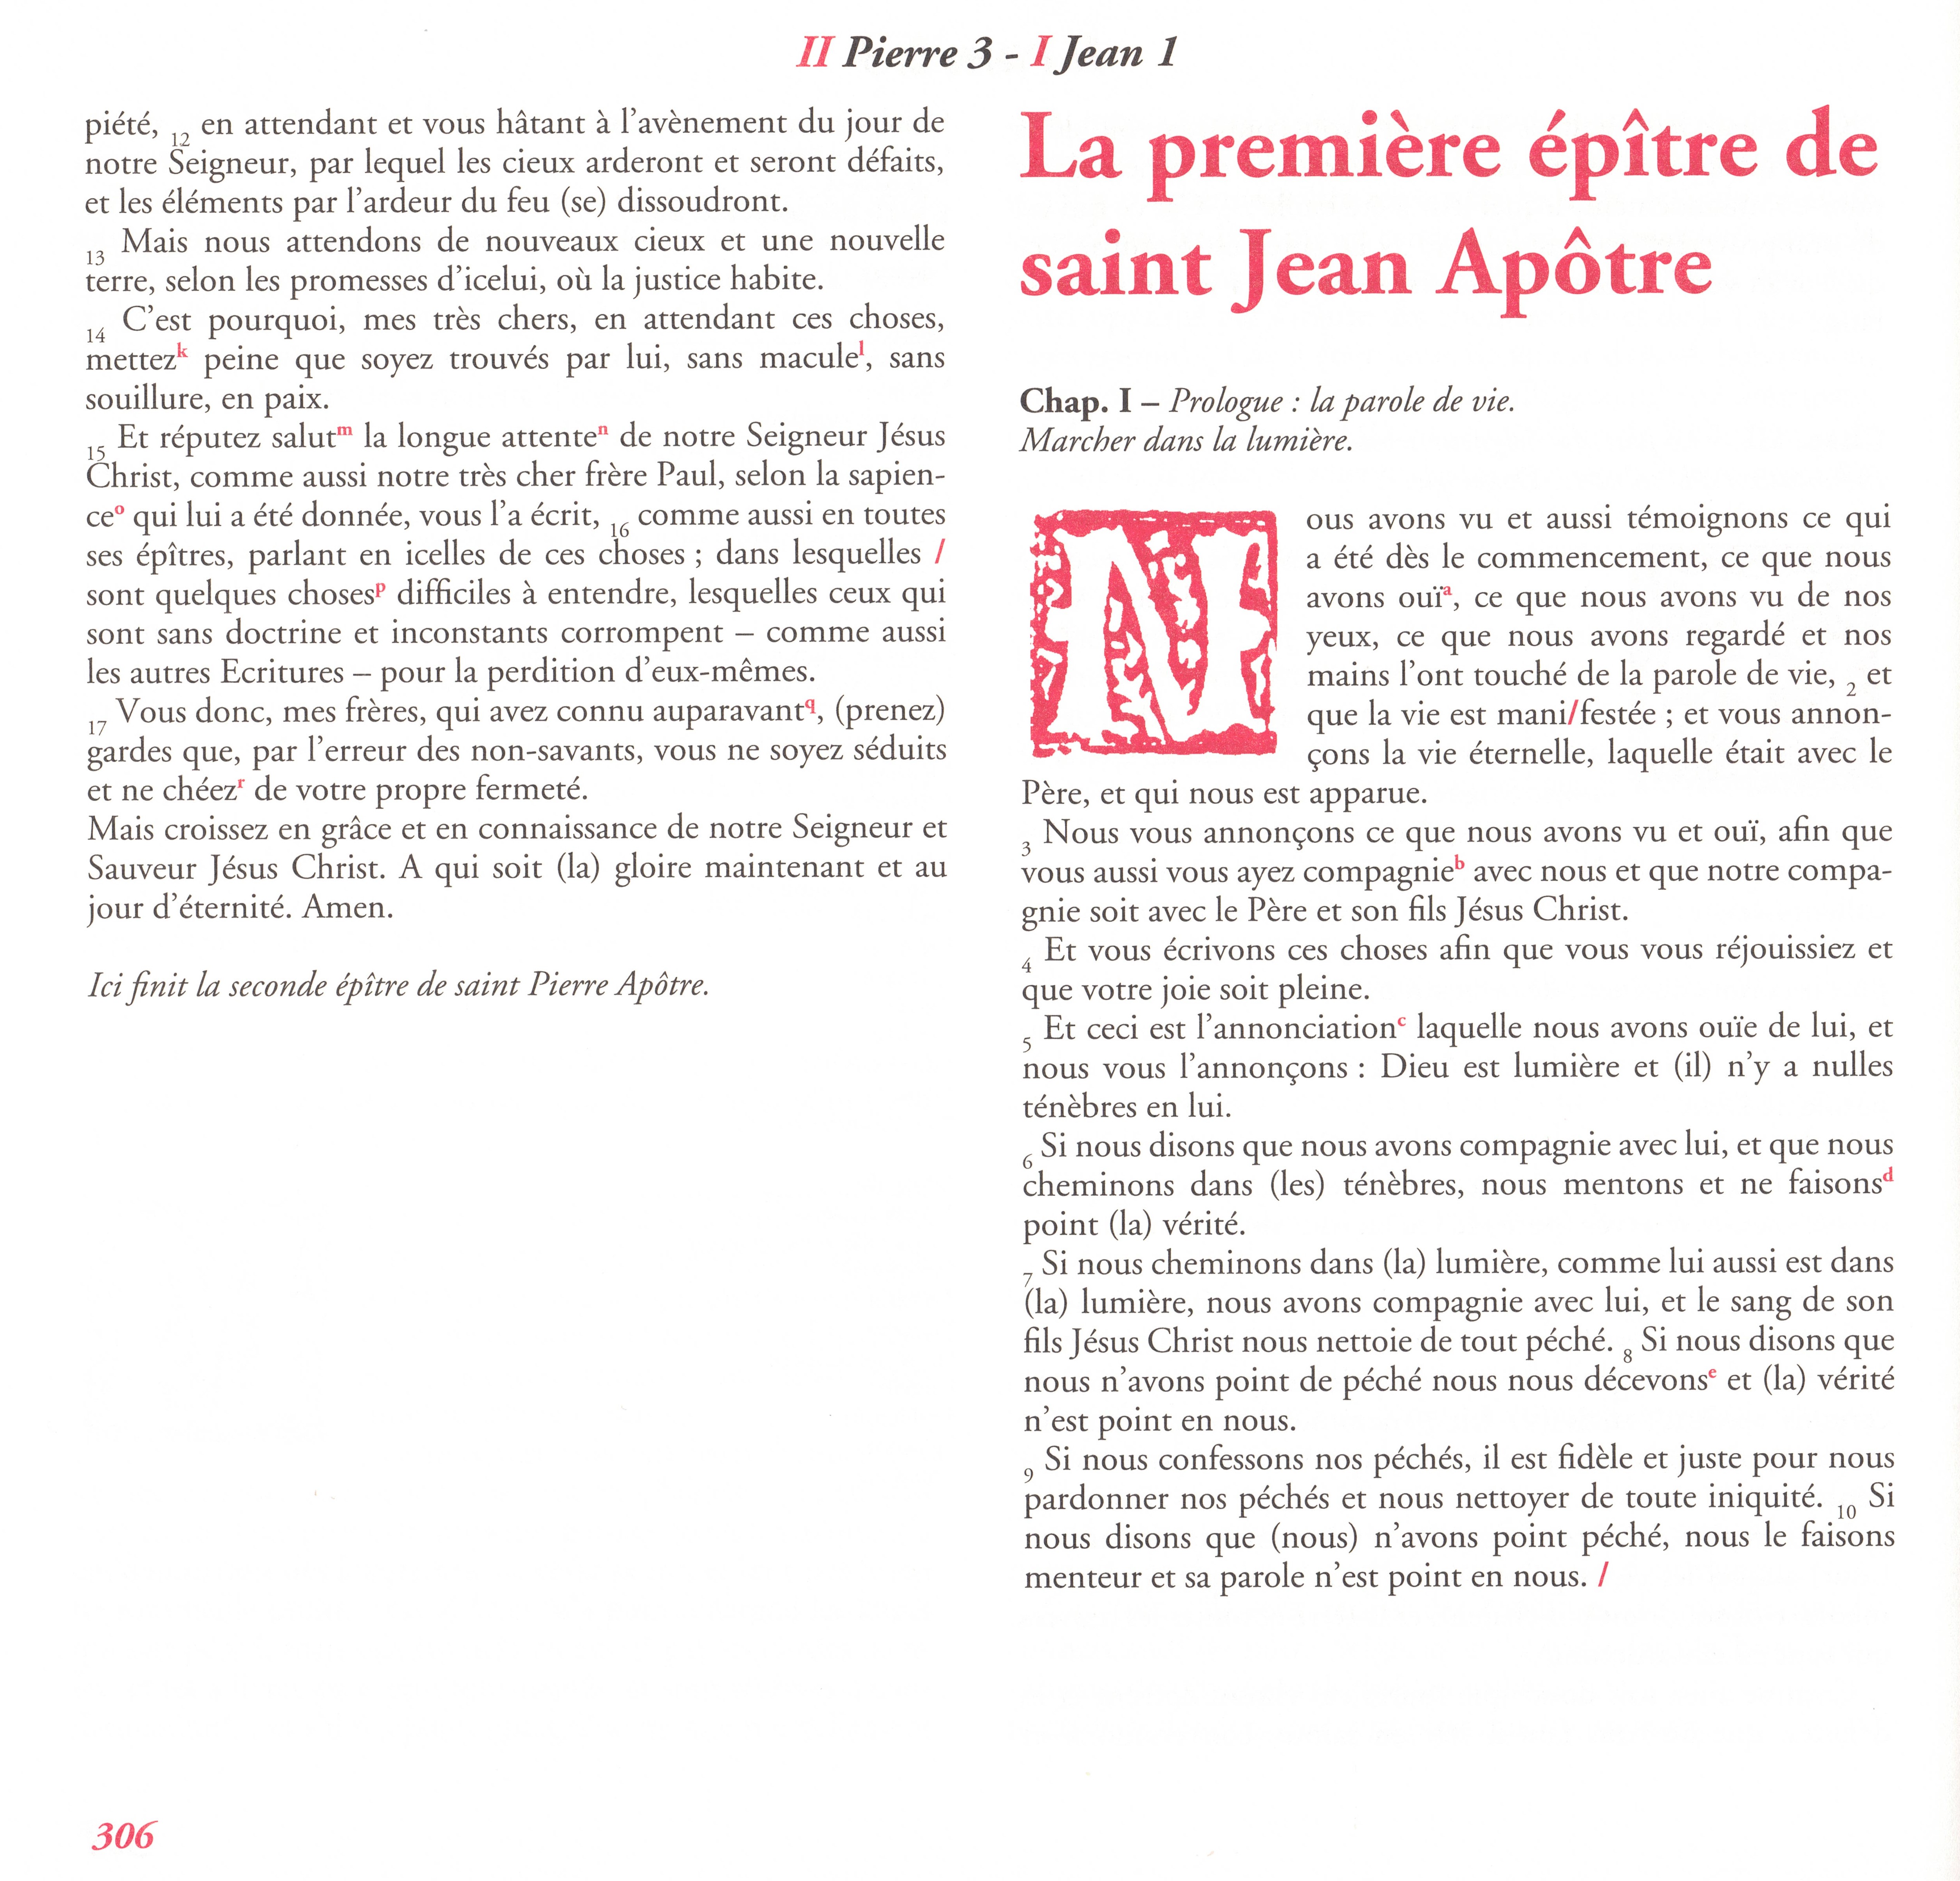 II Pierre 3 - I Jean 1
piété, 12 en attendant et vous hâtant à l’avènement du jour de
notre Seigneur, par lequel les cieux arderont et seront défaits,
et les éléments par l’ardeur du feu (se) dissoudront.
13 Mais nous attendons de nouveaux cieux et une nouvelle
terre, selon les promesses d’icelui, où la justice habite.
14 C’est pourquoi, mes très chers, en attendant ces choses,
mettezk peine que soyez trouvés par lui, sans maculel, sans
souillure, en paix.
15 Et réputez salutm la longue attenten de notre Seigneur Jésus
Christ, comme aussi notre très cher frère Paul, selon la sapien-
ceo qui lui a été donnée, vous l’a écrit, 16 comme aussi en toutes
ses épîtres, parlant en icelles de ces choses ; dans lesquelles /
sont quelques chosesp difficiles à entendre, lesquelles ceux qui
sont sans doctrine et inconstants corrompent – comme aussi
les autres Ecritures – pour la perdition d’eux-mêmes.
17 Vous donc, mes frères, qui avez connu auparavantq, (prenez)
gardes que, par l’erreur des non-savants, vous ne soyez séduits
et ne chéezr de votre propre fermeté.
Mais croissez en grâce et en connaissance de notre Seigneur et
Sauveur Jésus Christ. A qui soit (la) gloire maintenant et au
jour d’éternité. Amen.
Ici finit la seconde épître de saint Pierre Apôtre.
306
La première épître de
saint Jean Apôtre
Chap. I – Prologue : la parole de vie.
Marcher dans la lumière.
Nous avons vu et aussi témoignons ce qui
a été dès le commencement, ce que nous
avons ouïa, ce que nous avons vu de nos
yeux, ce que nous avons regardé et nos
mains l’ont touché de la parole de vie, 2 et
que la vie est mani/festée ; et vous annon-
çons la vie éternelle, laquelle était avec le
Père, et qui nous est apparue.
3 Nous vous annonçons ce que nous avons vu et ouï, afin que
vous aussi vous ayez compagnieb avec nous et que notre compa-
gnie soit avec le Père et son fils Jésus Christ.
4 Et vous écrivons ces choses afin que vous vous réjouissiez et
que votre joie soit pleine.
5 Et ceci est l’annonciationc laquelle nous avons ouïe de lui, et
nous vous l’annonçons : Dieu est lumière et (il) n’y a nulles
ténèbres en lui.
6 Si nous disons que nous avons compagnie avec lui, et que nous
cheminons dans (les) ténèbres, nous mentons et ne faisonsd
point (la) vérité.
7 Si nous cheminons dans (la) lumière, comme lui aussi est dans
(la) lumière, nous avons compagnie avec lui, et le sang de son
fils Jésus Christ nous nettoie de tout péché. 8 Si nous disons que
nous n’avons point de péché nous nous décevonse et (la) vérité
n’est point en nous.
9 Si nous confessons nos péchés, il est fidèle et juste pour nous
pardonner nos péchés et nous nettoyer de toute iniquité. 10 Si
nous disons que (nous) n’avons point péché, nous le faisons
menteur et sa parole n’est point en nous. /